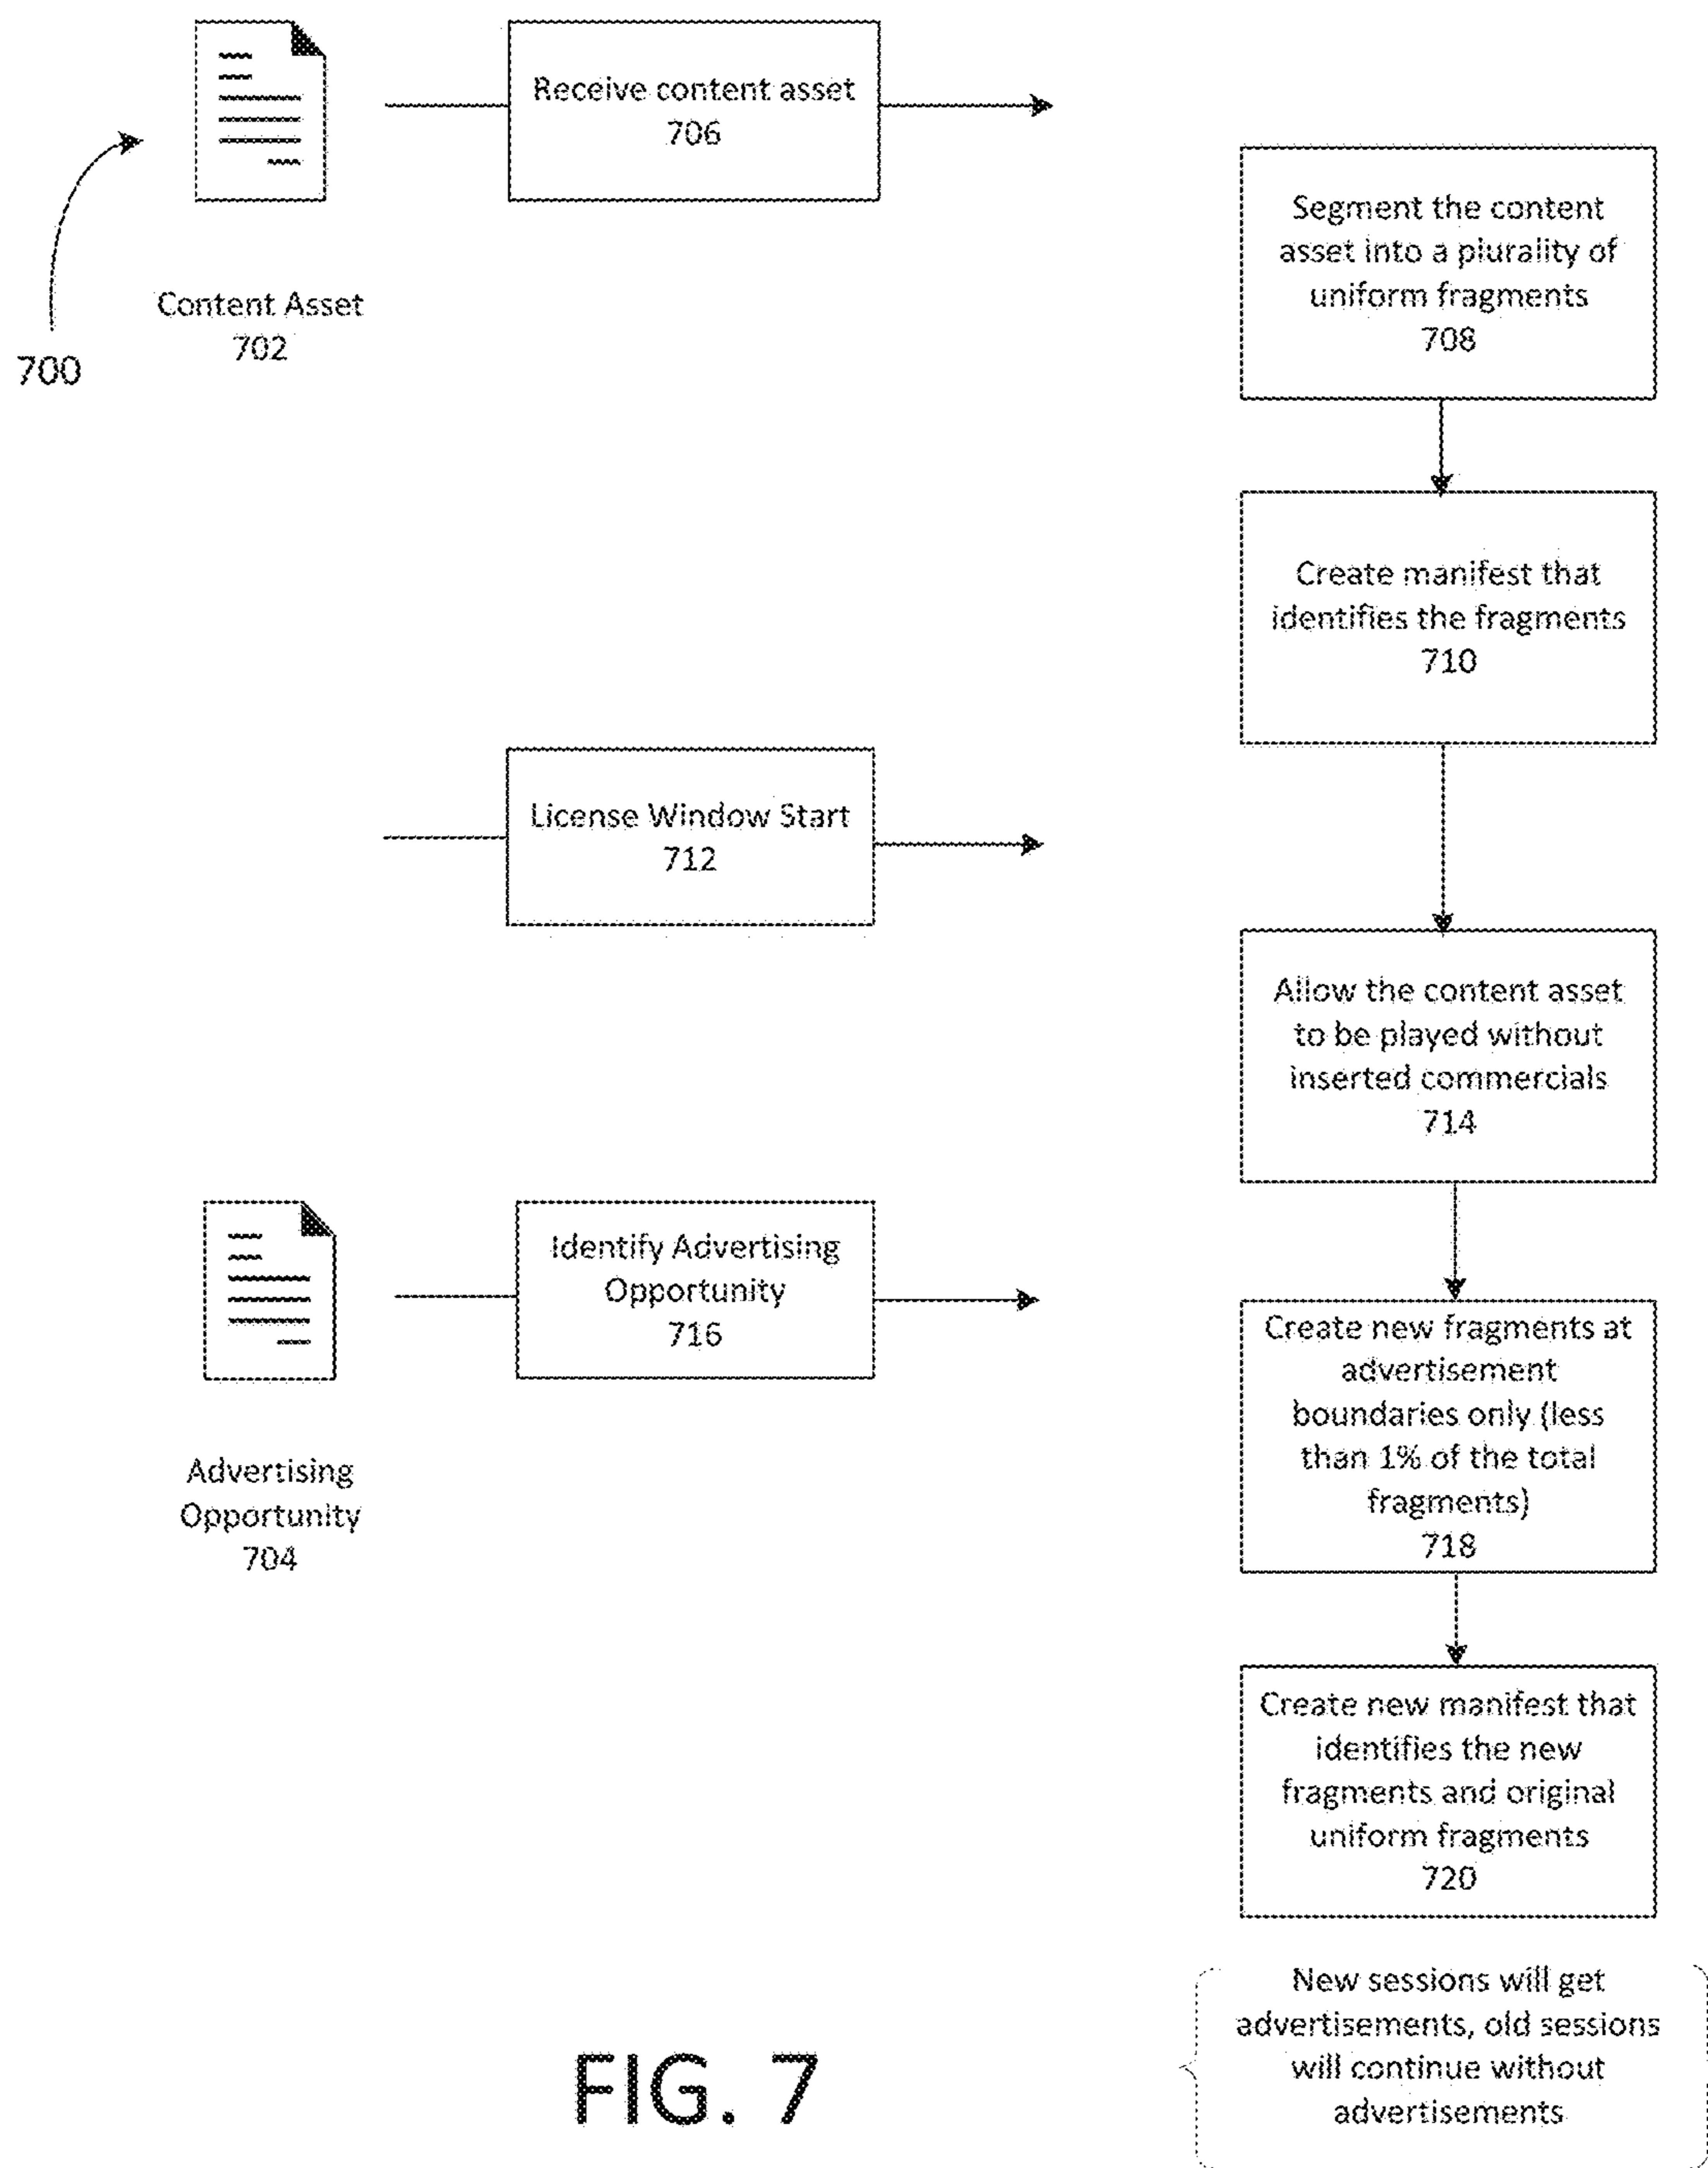 Receive content asset
706
Segment the content
asset into a plurality of
uniform fragments
708
Content Asset
702
700
Create manifest that
identifies the fragments
710
License Window Start
712
Allow the content asset
to be played without
inserted commercials
714
Identify Advertising
Opportunity
716
Advertising
Opportunity
704
Create new fragments at
advertisement
boundaries only (less
than 1% of the total
fragments)
718
Create new manifest that
identifies the new
fragments and original
uniform fragments
720
New sessions will get
advertisements, old sessions
will continue without
advertisements
FIG. 7